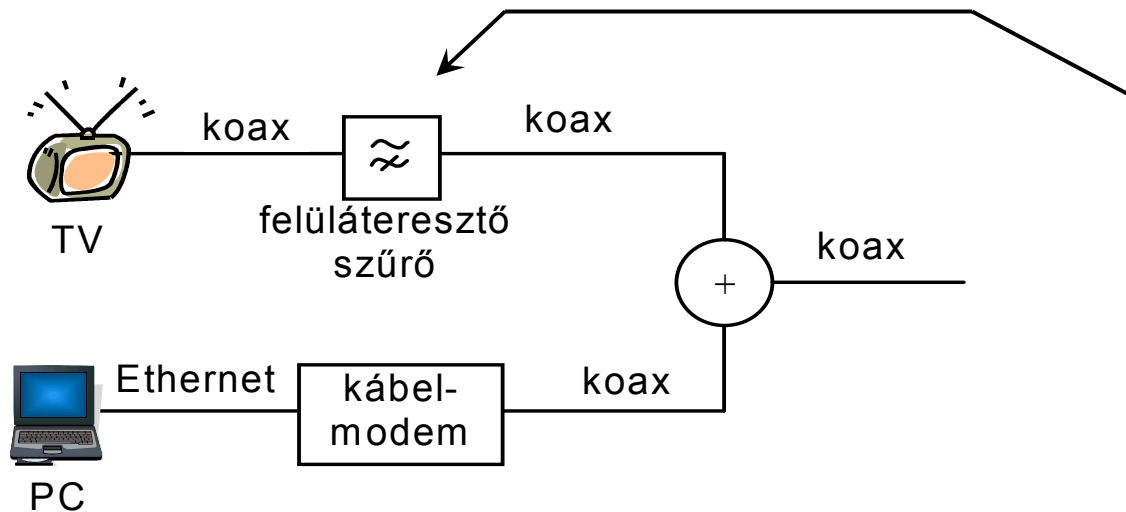 koax
koax
felüláteresztő
szűrő
TV
koax
+
Ethernet
kábel-
modem
koax
PC